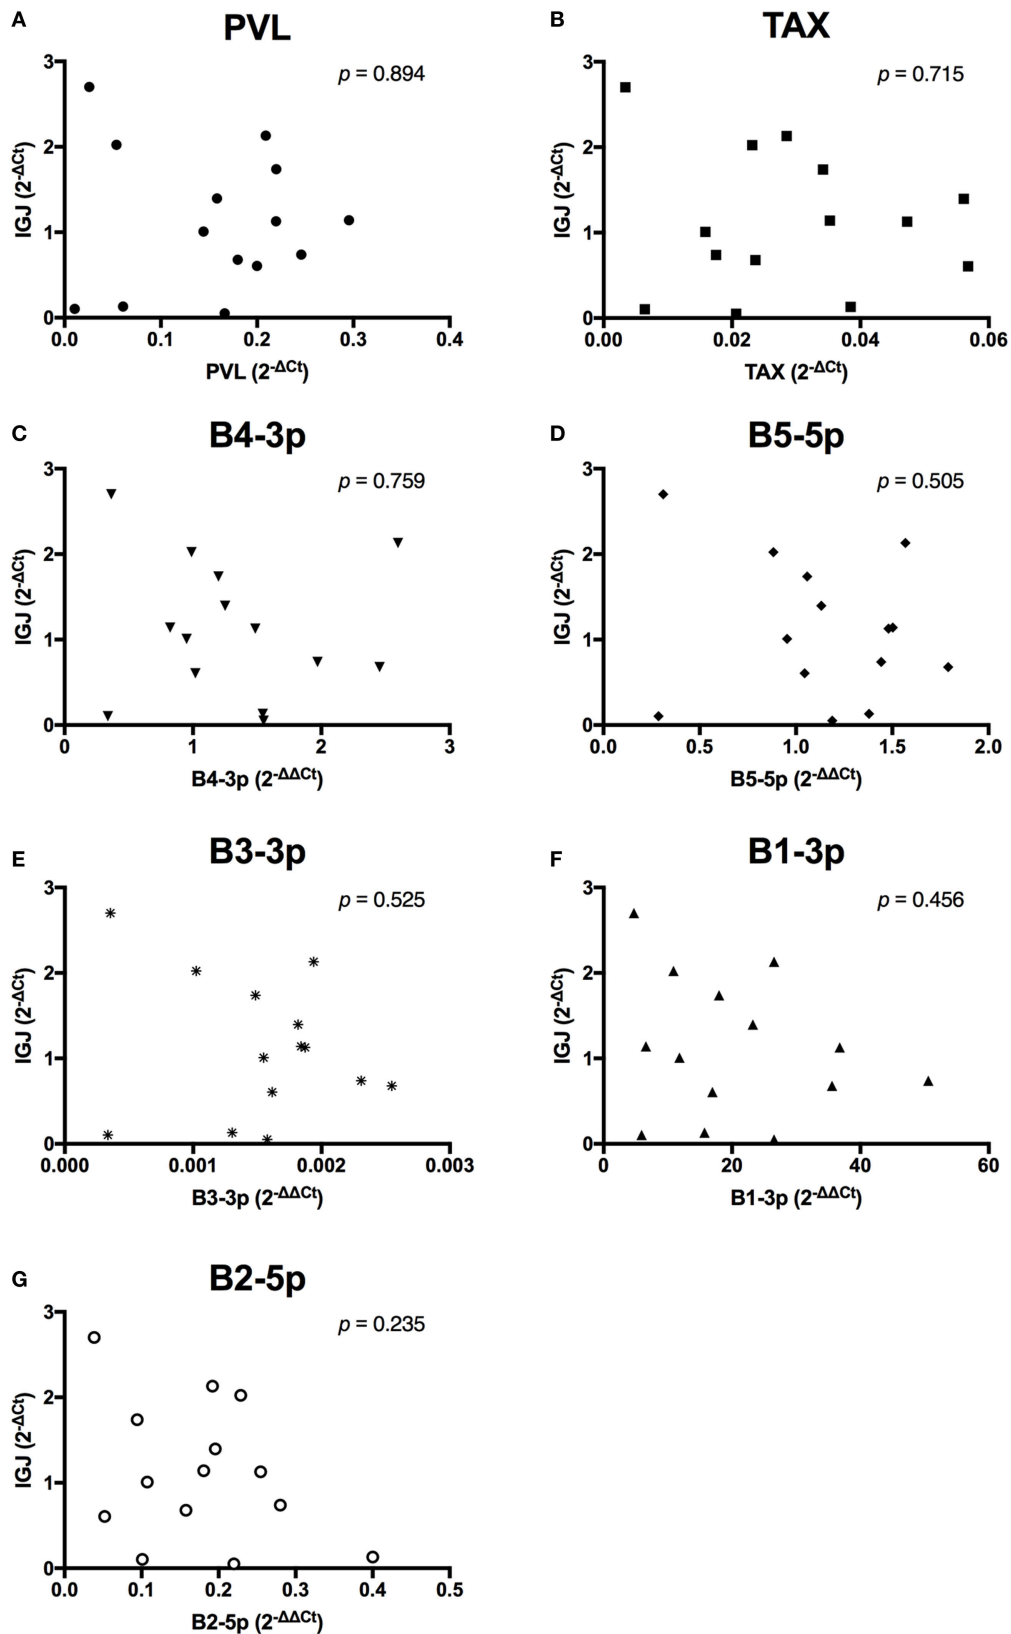 A
PVL
p = 0.894
3
2
1
0
IGJ (2-ΔCt)
0.0 0.1 0.2 0.3 0.4
PVL (2-ΔCt)
B
TAX
p = 0.715
3
2
1
0
IGJ (2-ΔCt)
0.00 0.02 0.04 0.06
TAX (2-ΔCt)
C
B4-3p
p = 0.759
3
2
1
0
IGJ (2-ΔCt)
0 1 2 3
B4-3p (2-ΔΔCt)
D
B5-5p
p = 0.505
3
2
1
0
IGJ (2-ΔCt)
0.0 0.5 1.0 1.5 2.0
B5-5p (2-ΔΔCt)
E
B3-3p
p = 0.525
3
2
1
0
IGJ (2-ΔCt)
0.000 0.001 0.002 0.003
B3-3p (2-ΔΔCt)
F
B1-3p
p = 0.456
3
2
1
0
IGJ (2-ΔCt)
0 20 40 60
B1-3p (2-ΔΔCt)
G
B2-5p
p = 0.235
3
2
1
0
IGJ (2-ΔCt)
0.0 0.1 0.2 0.3 0.4 0.5
B2-5p (2-ΔΔCt)